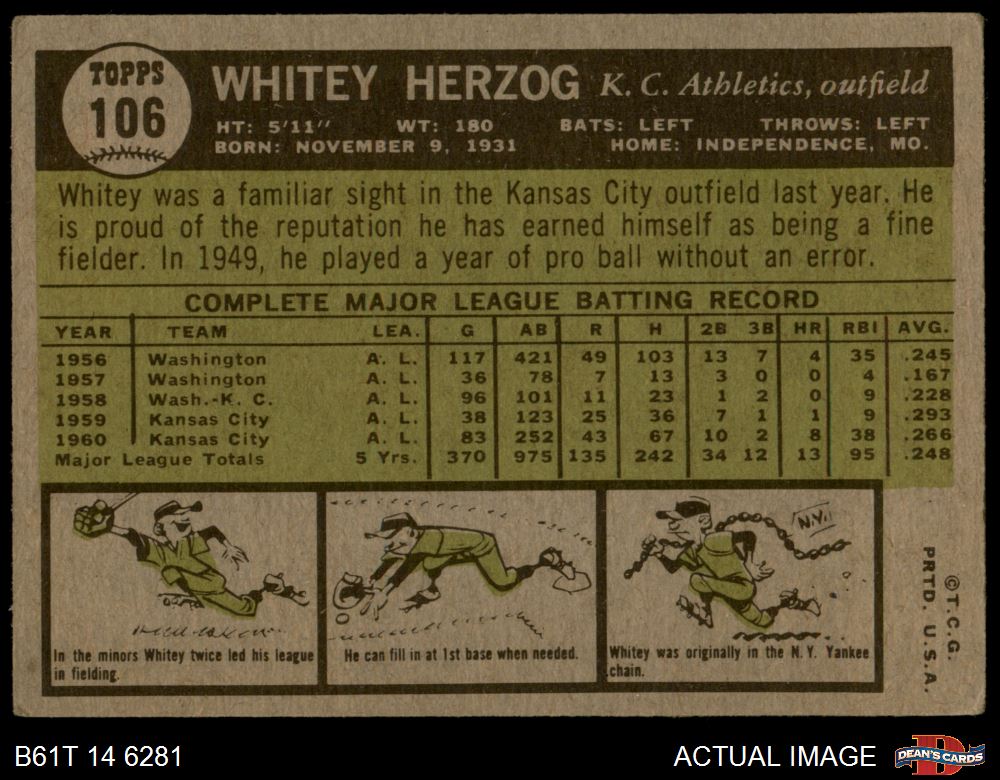 TOPPS
106
WHITEY HERZOG K. C. Athletics, outfield
HT: 5'11" WT: 180 BATS: LEFT THROWS: LEFT
BORN: NOVEMBER 9, 1931 HOME: INDEPENDENCE, MO.
Whitey was a familiar sight in the Kansas City outfield last year. He
is proud of the reputation he has earned himself as being a fine
fielder. In 1949, he played a year of pro ball without an error.
COMPLETE MAJOR LEAGUE BATTING RECORD
YEAR TEAM LEA. G AB R H 2B 3B HR RBI AVG.
1956 Washington A. L. 117 421 49 103 13 7 4 35 .245
1957 Washington A. L. 36 78 7 13 3 0 0 4 .167
1958 Wash.-K. C. A. L. 96 101 11 23 1 2 0 9 .228
1959 Kansas City A. L. 38 123 25 36 7 1 1 9 .293
1960 Kansas City A. L. 83 252 43 67 10 2 8 38 .266
Major League Totals 5 Yrs. 370 975 135 242 34 12 13 95 .248
In the minors Whitey twice led his league
in fielding.
He can fill in at 1st base when needed.
N.Y.
Whitey was originally in the N. Y. Yankee
chain.
©T.C.G.
PRTD. U.S.A.
B61T 14 6281 ACTUAL IMAGE
DEAN'S CARDS